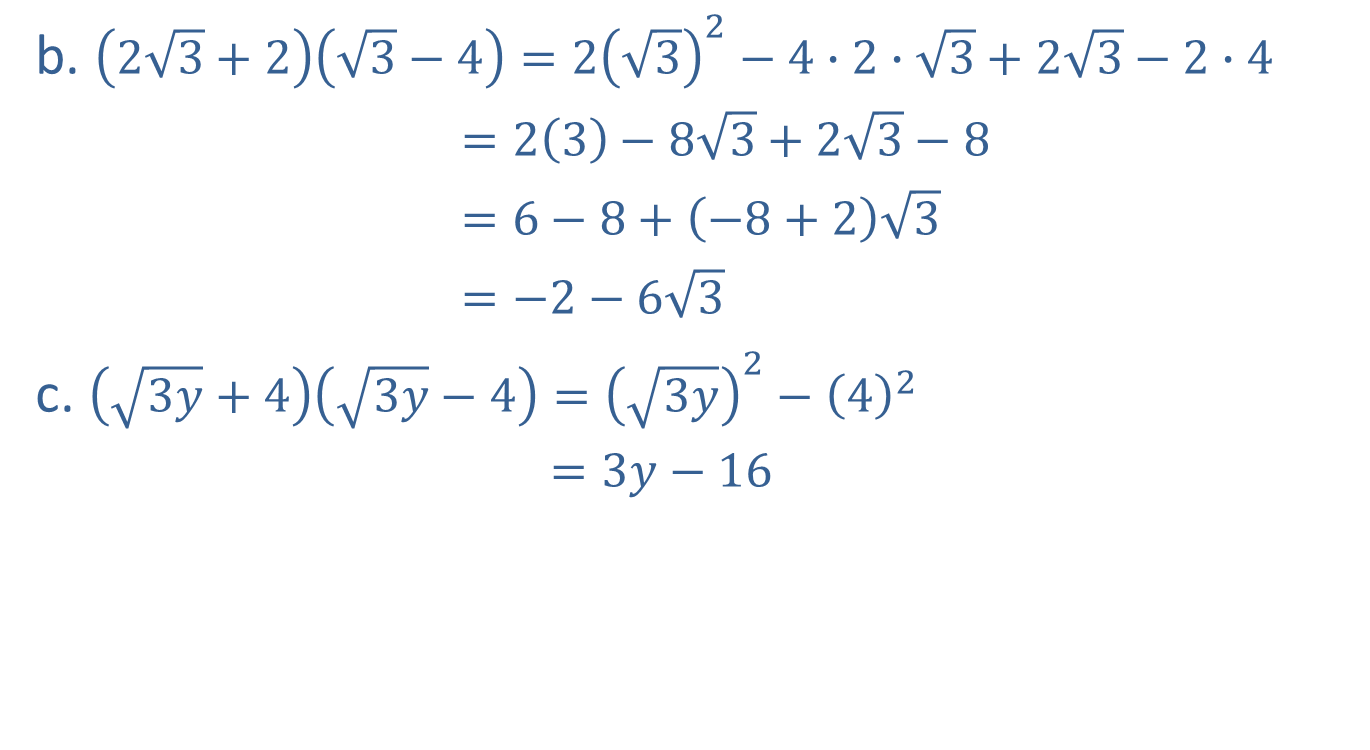 b. (2√3 + 2)(√3 − 4) = 2(√3)² − 4 · 2 · √3 + 2√3 − 2 · 4
= 2(3) − 8√3 + 2√3 − 8
= 6 − 8 + (−8 + 2)√3
= −2 − 6√3
c. (√(3y) + 4)(√(3y) − 4) = (√(3y))² − (4)²
= 3y − 16